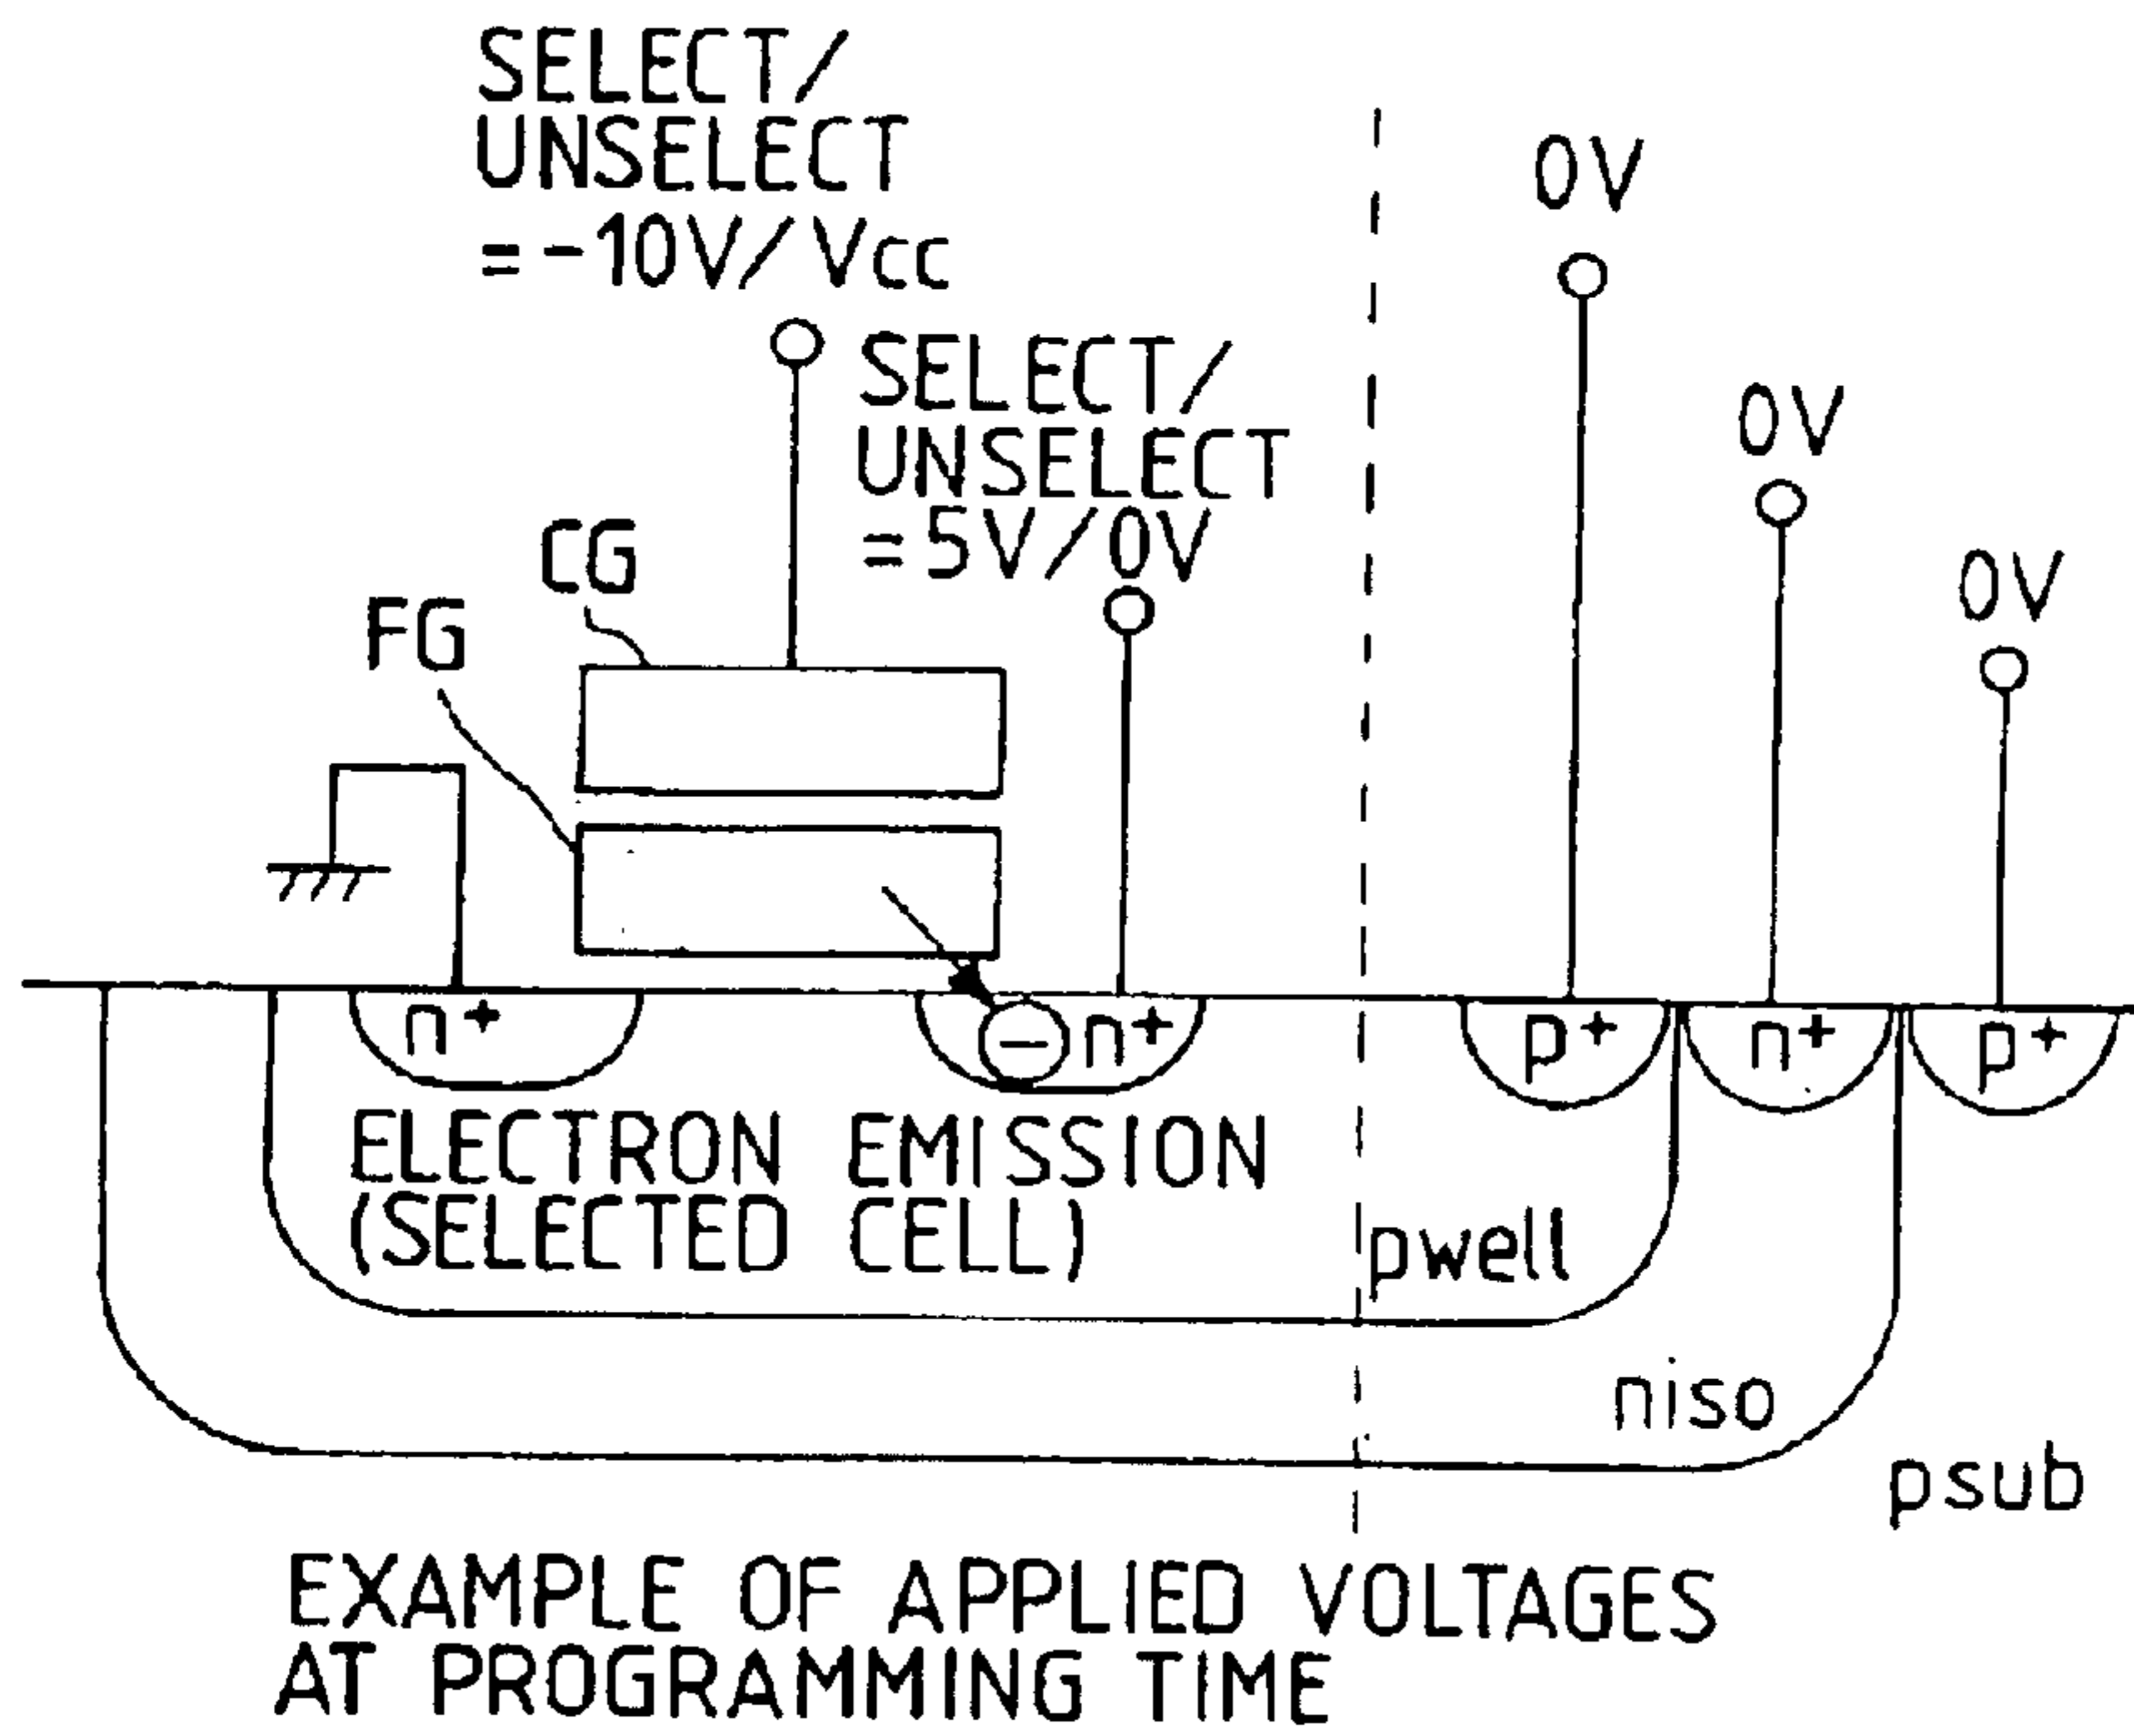 SELECT/
UNSELECT
=-10V/Vcc
SELECT/
UNSELECT
=5V/0V
0V
0V
0V
CG
FG
n+
− n+
p+
n+
p+
ELECTRON EMISSION
(SELECTED CELL)
pwell
niso
psub
EXAMPLE OF APPLIED VOLTAGES
AT PROGRAMMING TIME